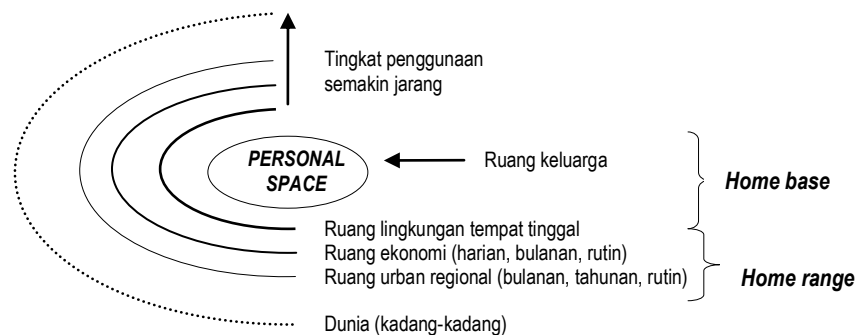 Tingkat penggunaan
semakin jarang
PERSONAL
SPACE
Ruang keluarga
Home base
Ruang lingkungan tempat tinggal
Ruang ekonomi (harian, bulanan, rutin)
Ruang urban regional (bulanan, tahunan, rutin)
Home range
Dunia (kadang-kadang)